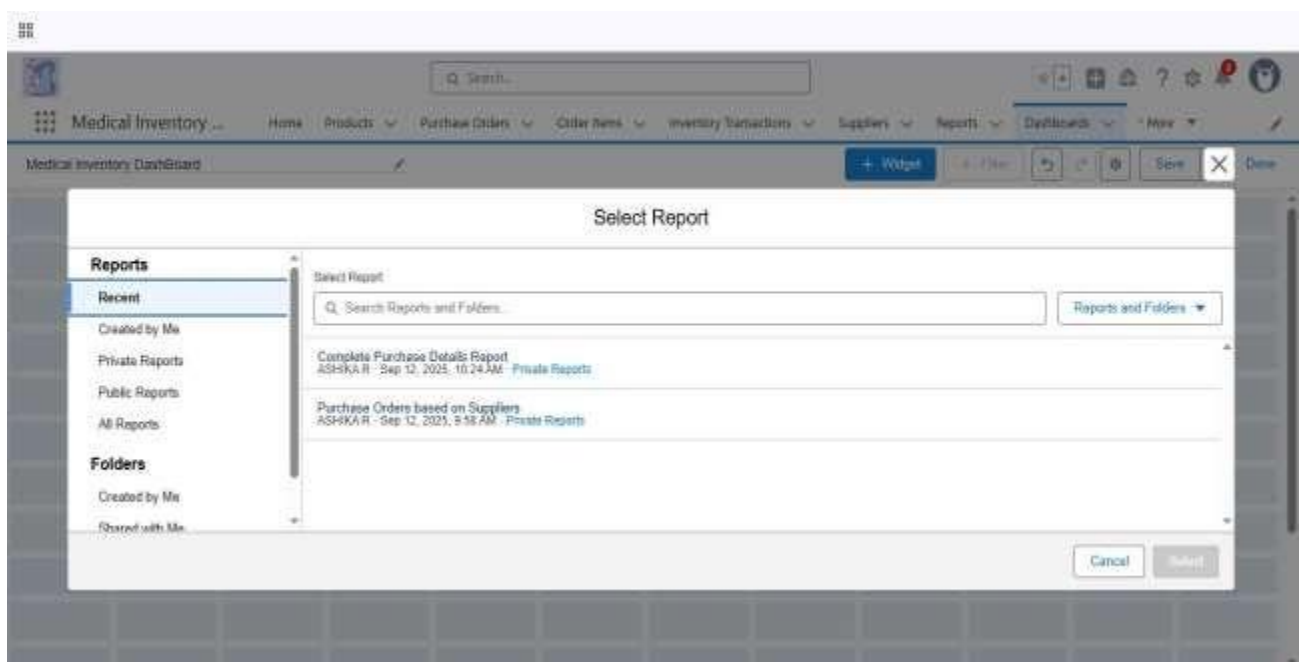 Search...
Medical Inventory ... Home Products Purchase Orders Order Items Inventory Transactions Suppliers Reports Dashboards * More
Medical Inventory DashBoard + Widget + Filter Save Done
Select Report
Reports
Recent
Created by Me
Private Reports
Public Reports
All Reports
Folders
Created by Me
Shared with Me
Select Report
Search Reports and Folders... Reports and Folders
Complete Purchase Details Report
ASHIKA R · Sep 12, 2025, 10:24 AM · Private Reports
Purchase Orders based on Suppliers
ASHIKA R · Sep 12, 2025, 9:58 AM · Private Reports
Cancel Select